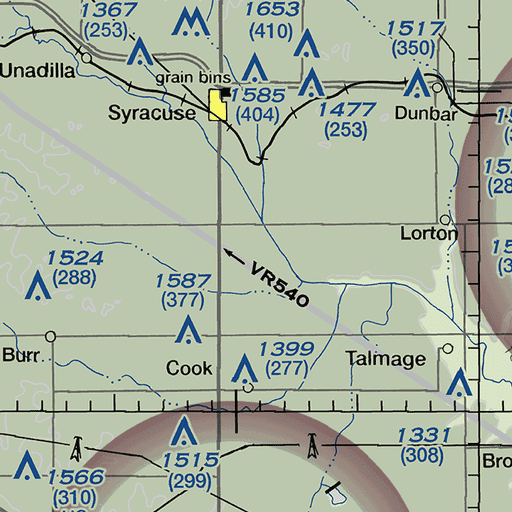 1367
(253)
1653
(410)
1517
(350)
Unadilla
grain bins
Syracuse
1585
(404)
1477
(253)
Dunbar
Lorton
1524
(288)
1587
(377)
VR540
Burr
Cook
1399
(277)
Talmage
1331
(308)
1515
(299)
1566
(310)
Bro